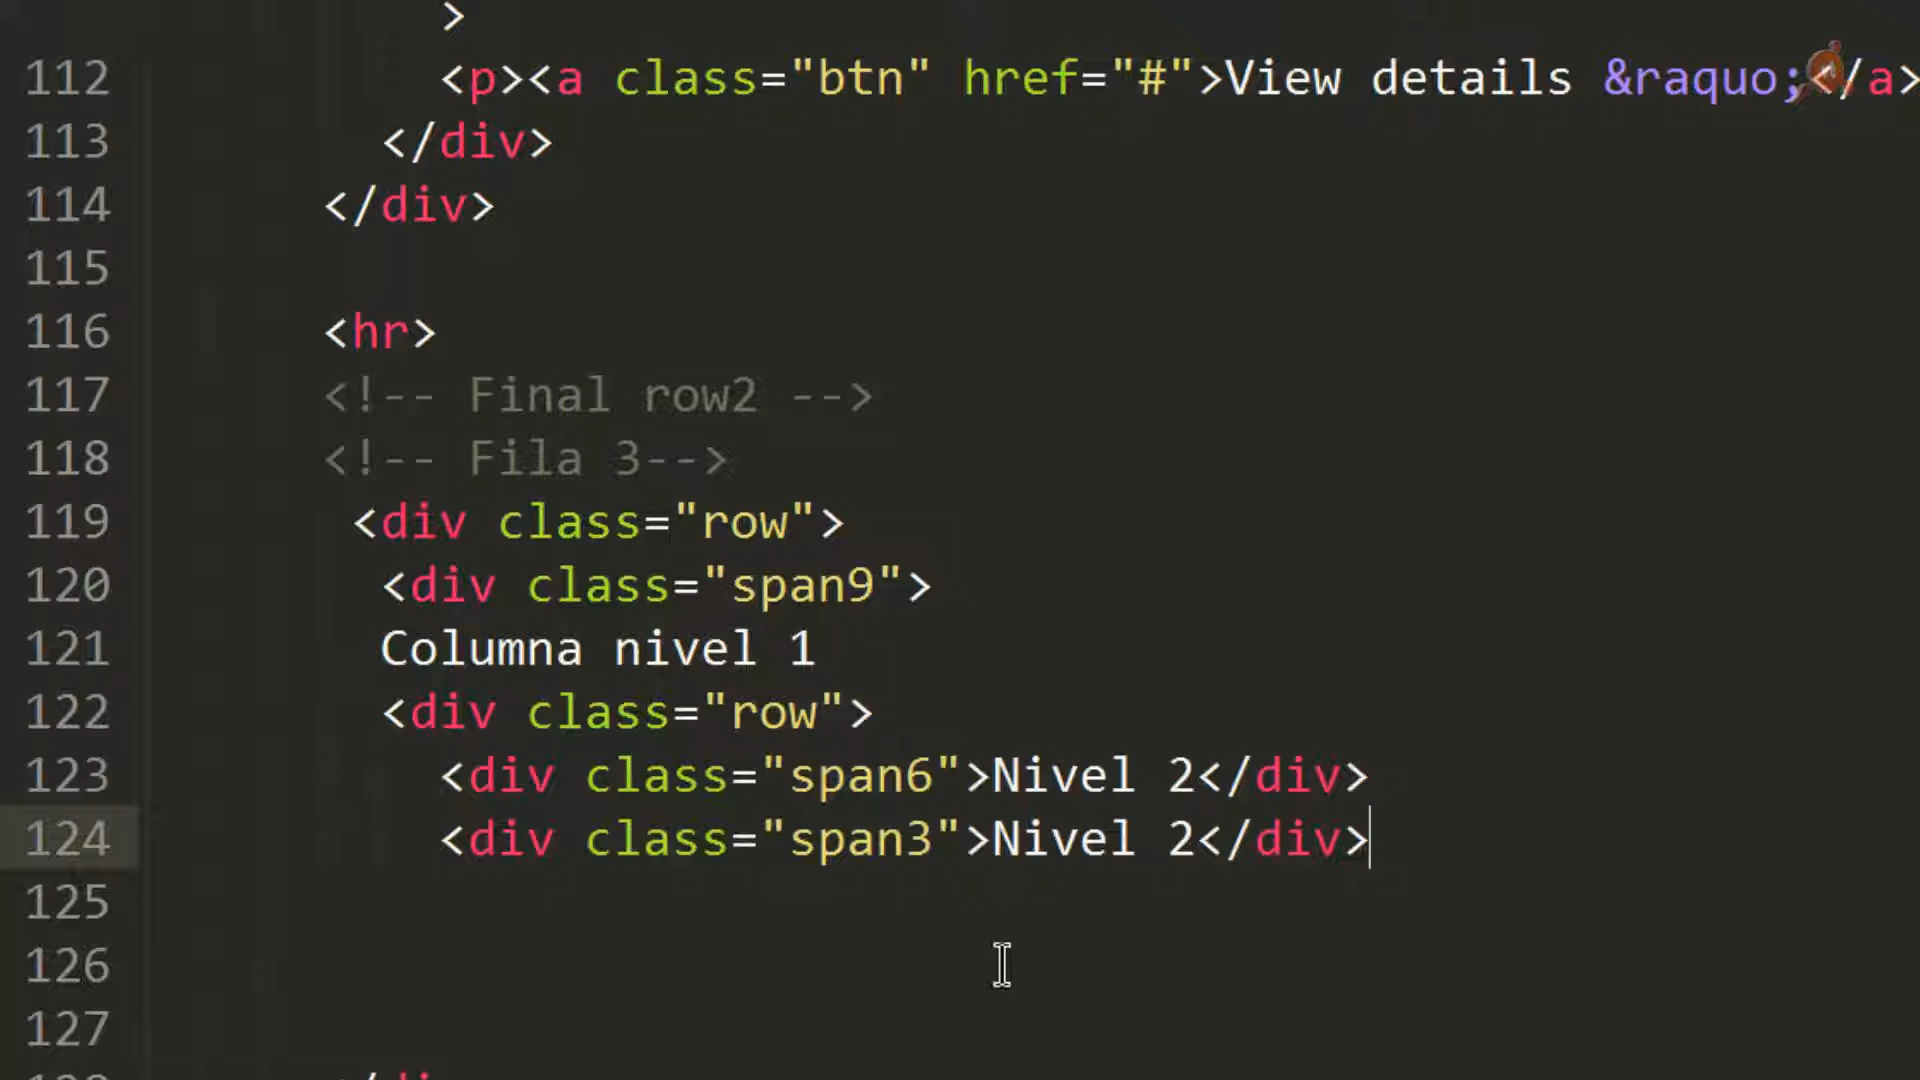 >
112 <p><a class="btn" href="#">View details &raquo;</a>
113 </div>
114 </div>
115
116 <hr>
117 <!-- Final row2 -->
118 <!-- Fila 3-->
119 <div class="row">
120 <div class="span9">
121 Columna nivel 1
122 <div class="row">
123 <div class="span6">Nivel 2</div>
124 <div class="span3">Nivel 2</div>
125
126
127